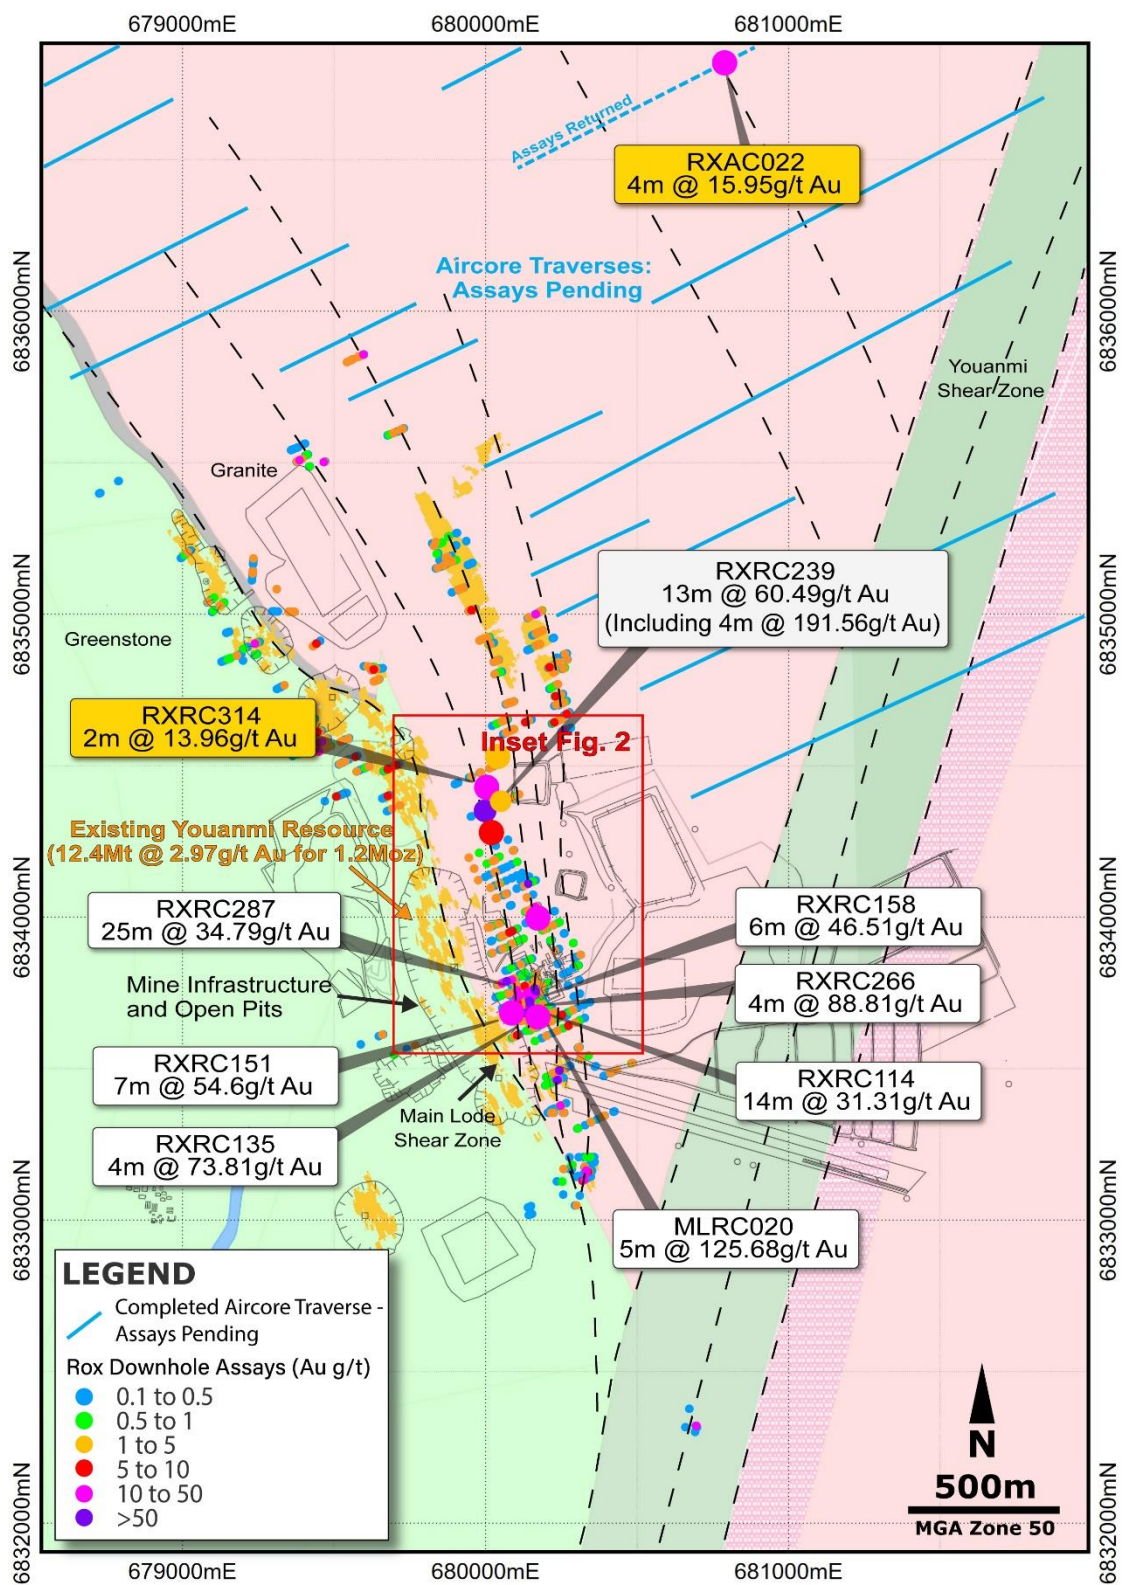 679000mE
680000mE
681000mE
Assays Returned
RXAC022
4m @ 15.95g/t Au
Aircore Traverses:
Assays Pending
6836000mN
6836000mN
Youanmi
Shear Zone
Granite
RXRC239
13m @ 60.49g/t Au
(Including 4m @ 191.56g/t Au)
6835000mN
6835000mN
Greenstone
RXRC314
2m @ 13.96g/t Au
Inset Fig. 2
Existing Youanmi Resource
(12.4Mt @ 2.97g/t Au for 1.2Moz)
6834000mN
6834000mN
RXRC287
25m @ 34.79g/t Au
RXRC158
6m @ 46.51g/t Au
Mine Infrastructure
and Open Pits
RXRC266
4m @ 88.81g/t Au
RXRC151
7m @ 54.6g/t Au
RXRC114
14m @ 31.31g/t Au
Main Lode
Shear Zone
RXRC135
4m @ 73.81g/t Au
6833000mN
6833000mN
MLRC020
5m @ 125.68g/t Au
LEGEND
Completed Aircore Traverse -
Assays Pending
Rox Downhole Assays (Au g/t)
0.1 to 0.5
0.5 to 1
1 to 5
5 to 10
10 to 50
>50
N
500m
MGA Zone 50
6832000mN
6832000mN
679000mE
680000mE
681000mE